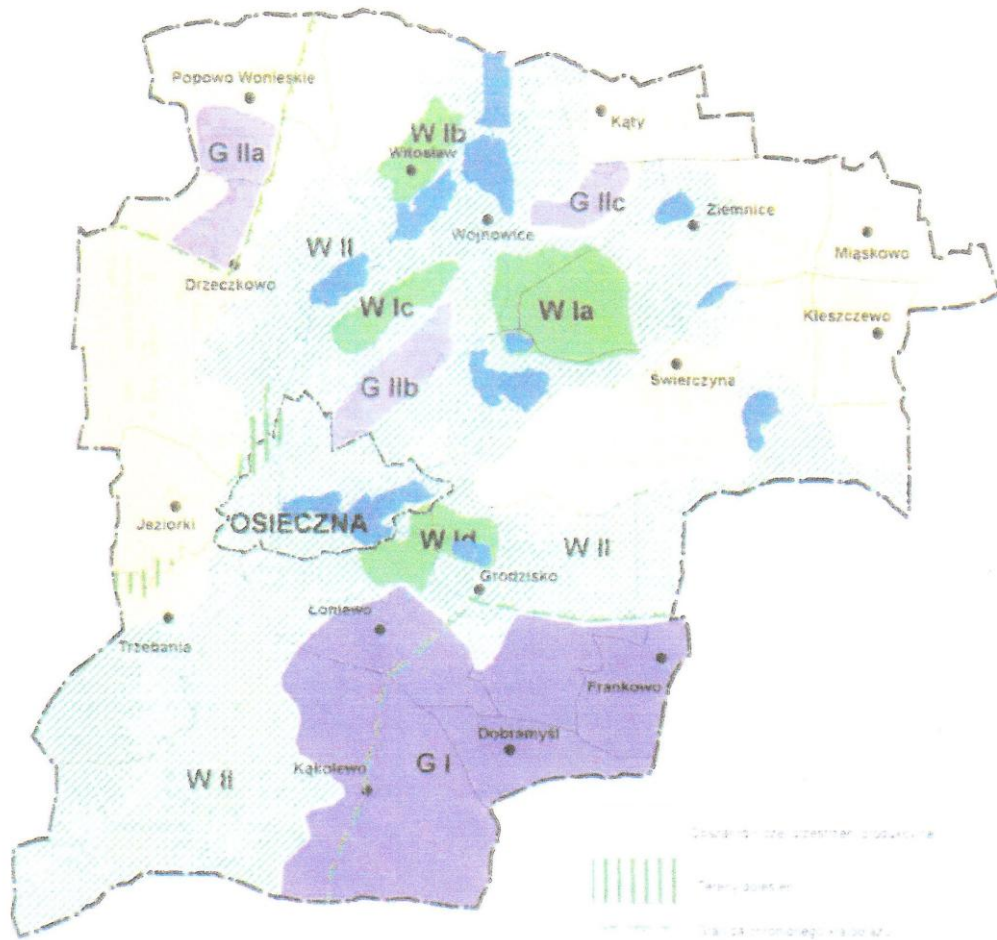 Popowo Wonieskie
Kąty
W Ib
Witosław
G IIa
G IIc
Ziemnice
Wojnowice
Miąskowo
W II
Drzeczkowo
W Ic
W Ia
Kleszczewo
Świerczyna
G IIb
Jeziorki
OSIECZNA
W Id
W II
Grodzisko
Łoniewo
Trzebania
Frankowo
Dobramyśl
G I
Kąkolewo
W II